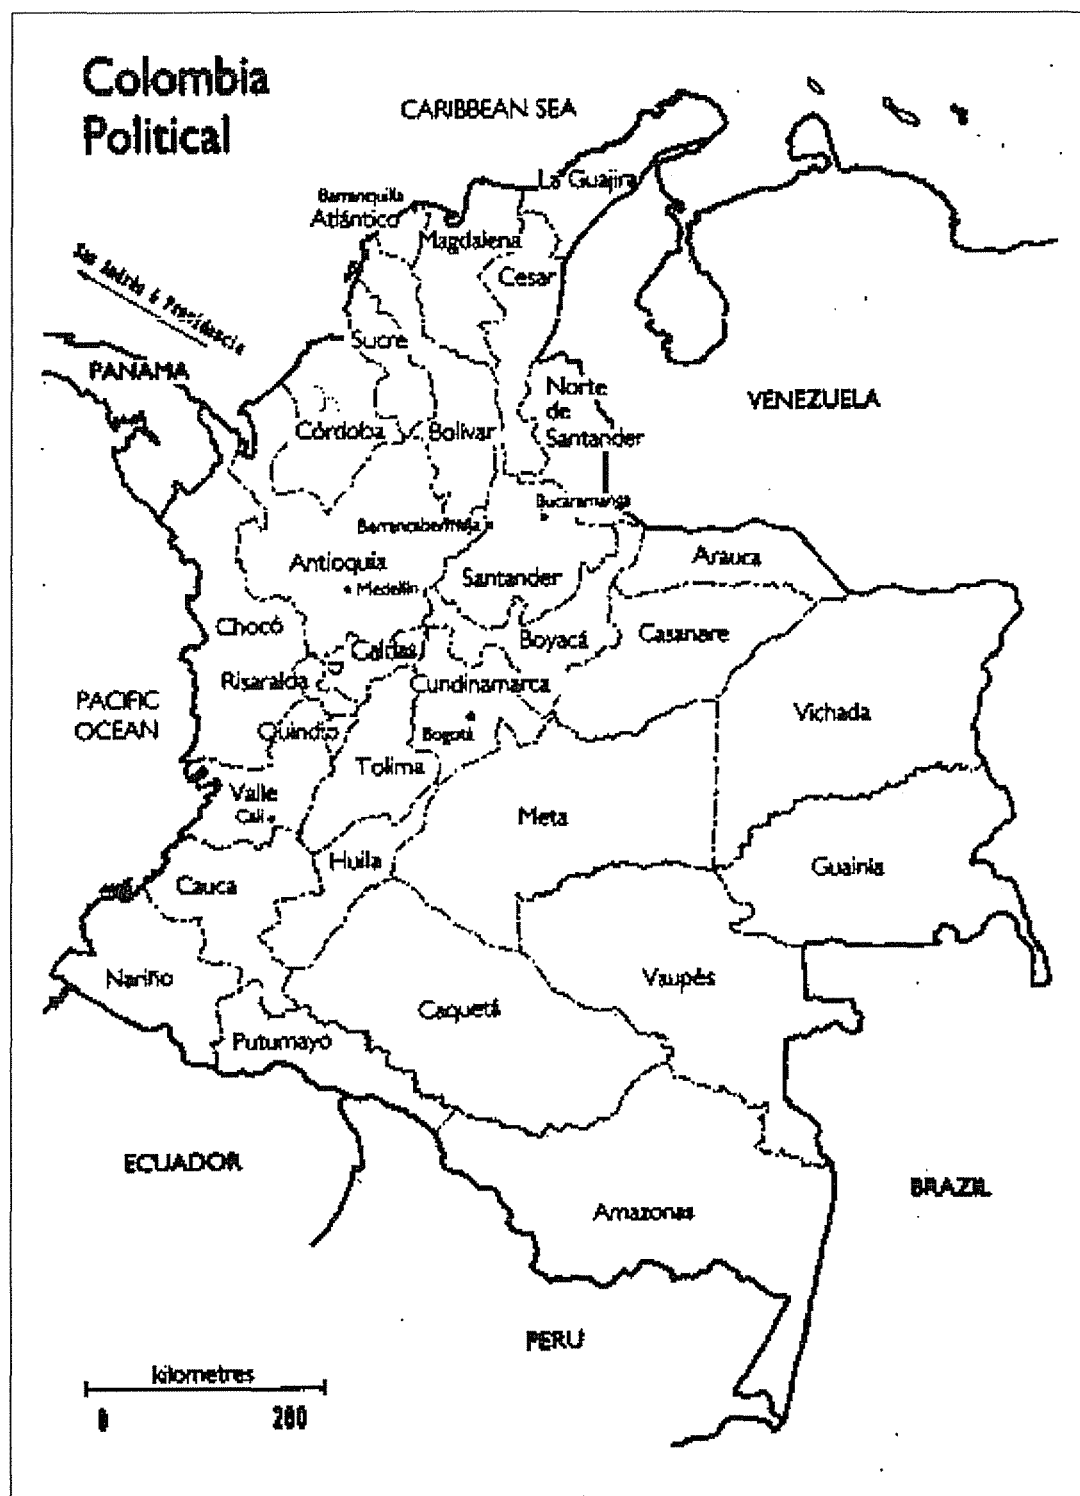 Colombia
Political
CARIBBEAN SEA
La Guajira
Barranquilla
Atlántico
Magdalena
Cesar
San Andrés & Providencia
Sucre
PANAMA
Norte
de
Santander
VENEZUELA
Córdoba
Bolivar
Bucaramanga
Barrancabermeja
Antioquia
Medellín
Santander
Arauca
Chocó
Caldas
Boyacá
Casanare
Risaralda
Cundinamarca
PACIFIC
OCEAN
Quindío
Bogotá
Vichada
Tolima
Valle
Cali
Meta
Huila
Guainía
Cauca
Nariño
Caquetá
Vaupés
Putumayo
ECUADOR
BRAZIL
Amazonas
PERU
kilometres
0 200